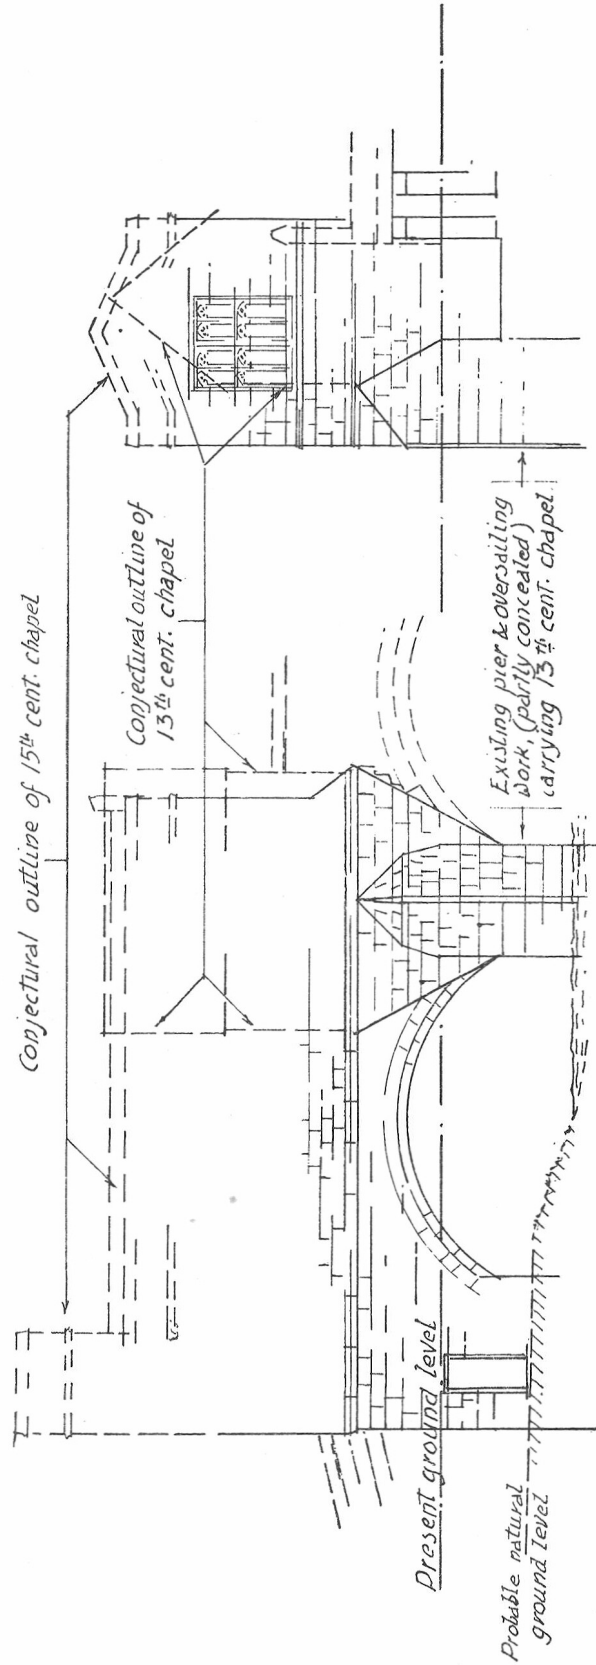 Conjectural outline of 15th cent. chapel
Conjectural outline of
13th cent. chapel
Existing pier & oversailing
work, (partly concealed)
carrying 13th cent. chapel.
Present ground level
Probable natural
ground level